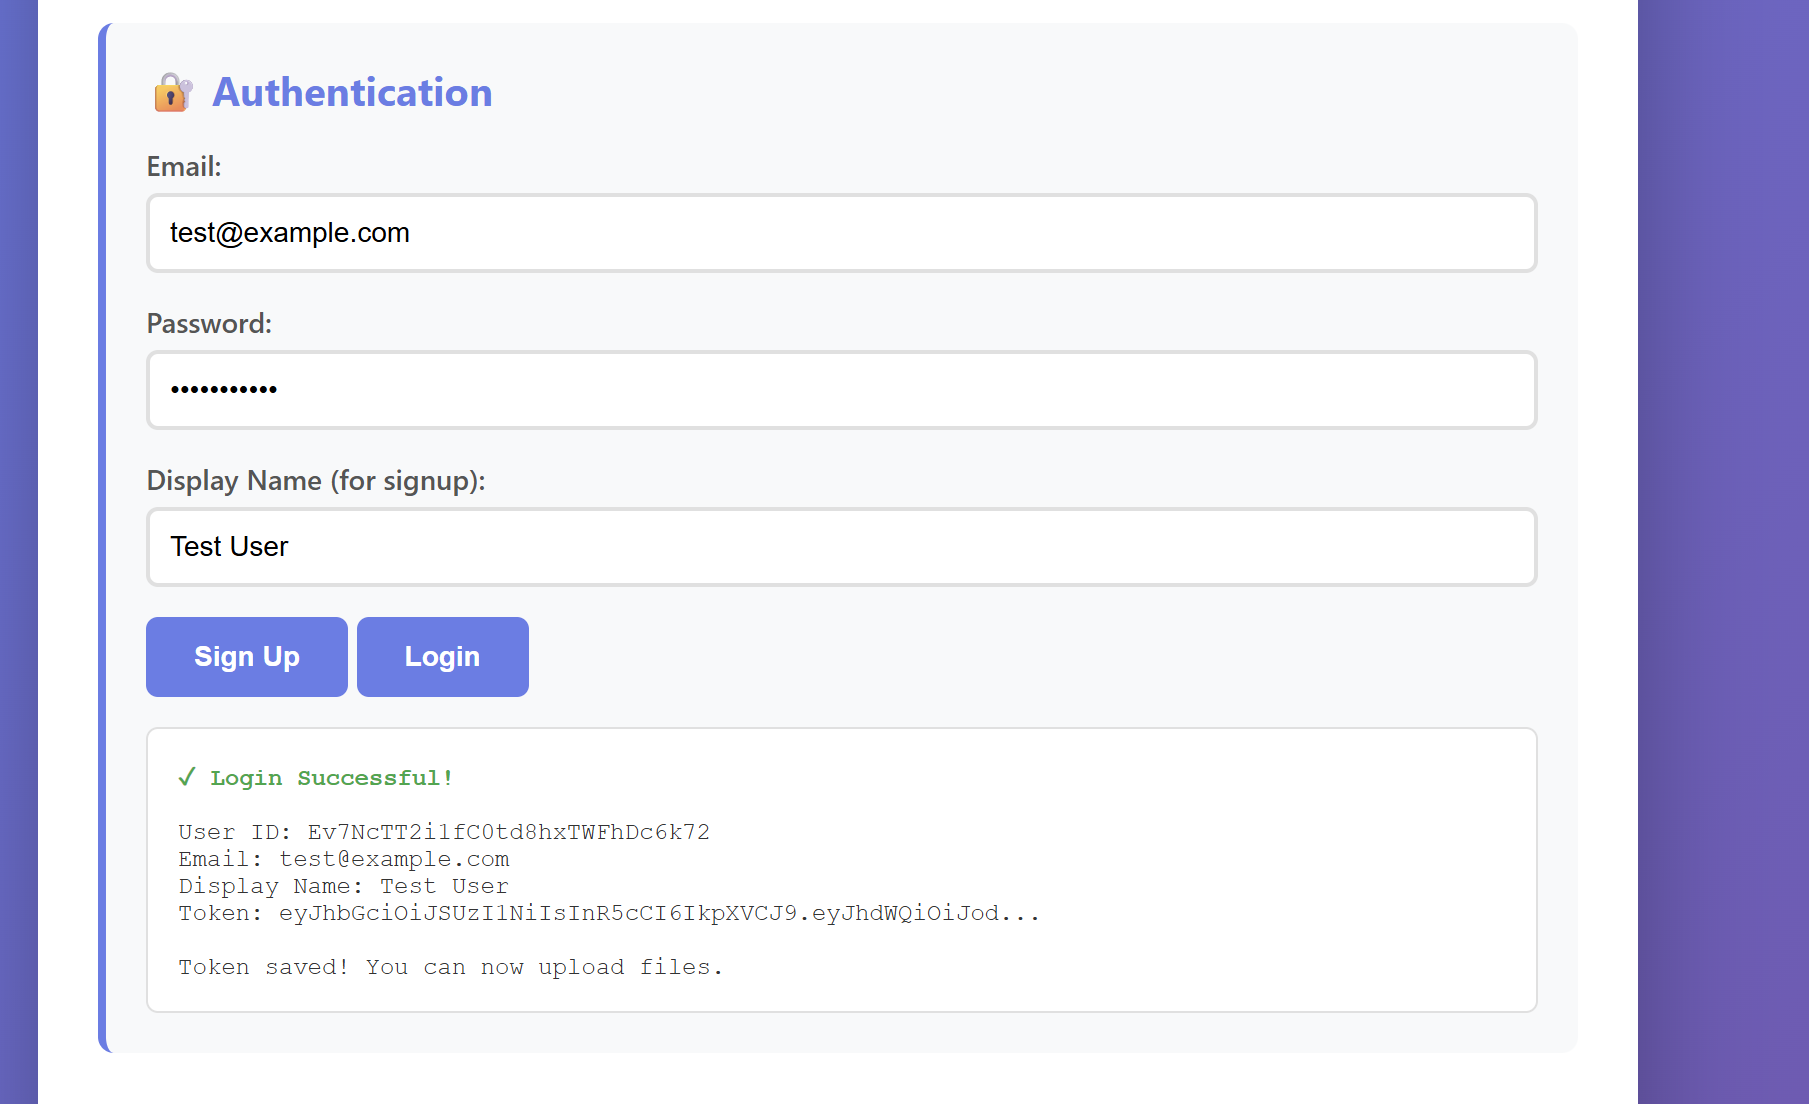 Authentication
Email:
test@example.com
Password:
•••••••••••
Display Name (for signup):
Test User
Sign Up Login
✓ Login Successful!
User ID: Ev7NcTT2i1fC0td8hxTWFhDc6k72
Email: test@example.com
Display Name: Test User
Token: eyJhbGciOiJSUzI1NiIsInR5cCI6IkpXVCJ9.eyJhdWQiOiJod...
Token saved! You can now upload files.